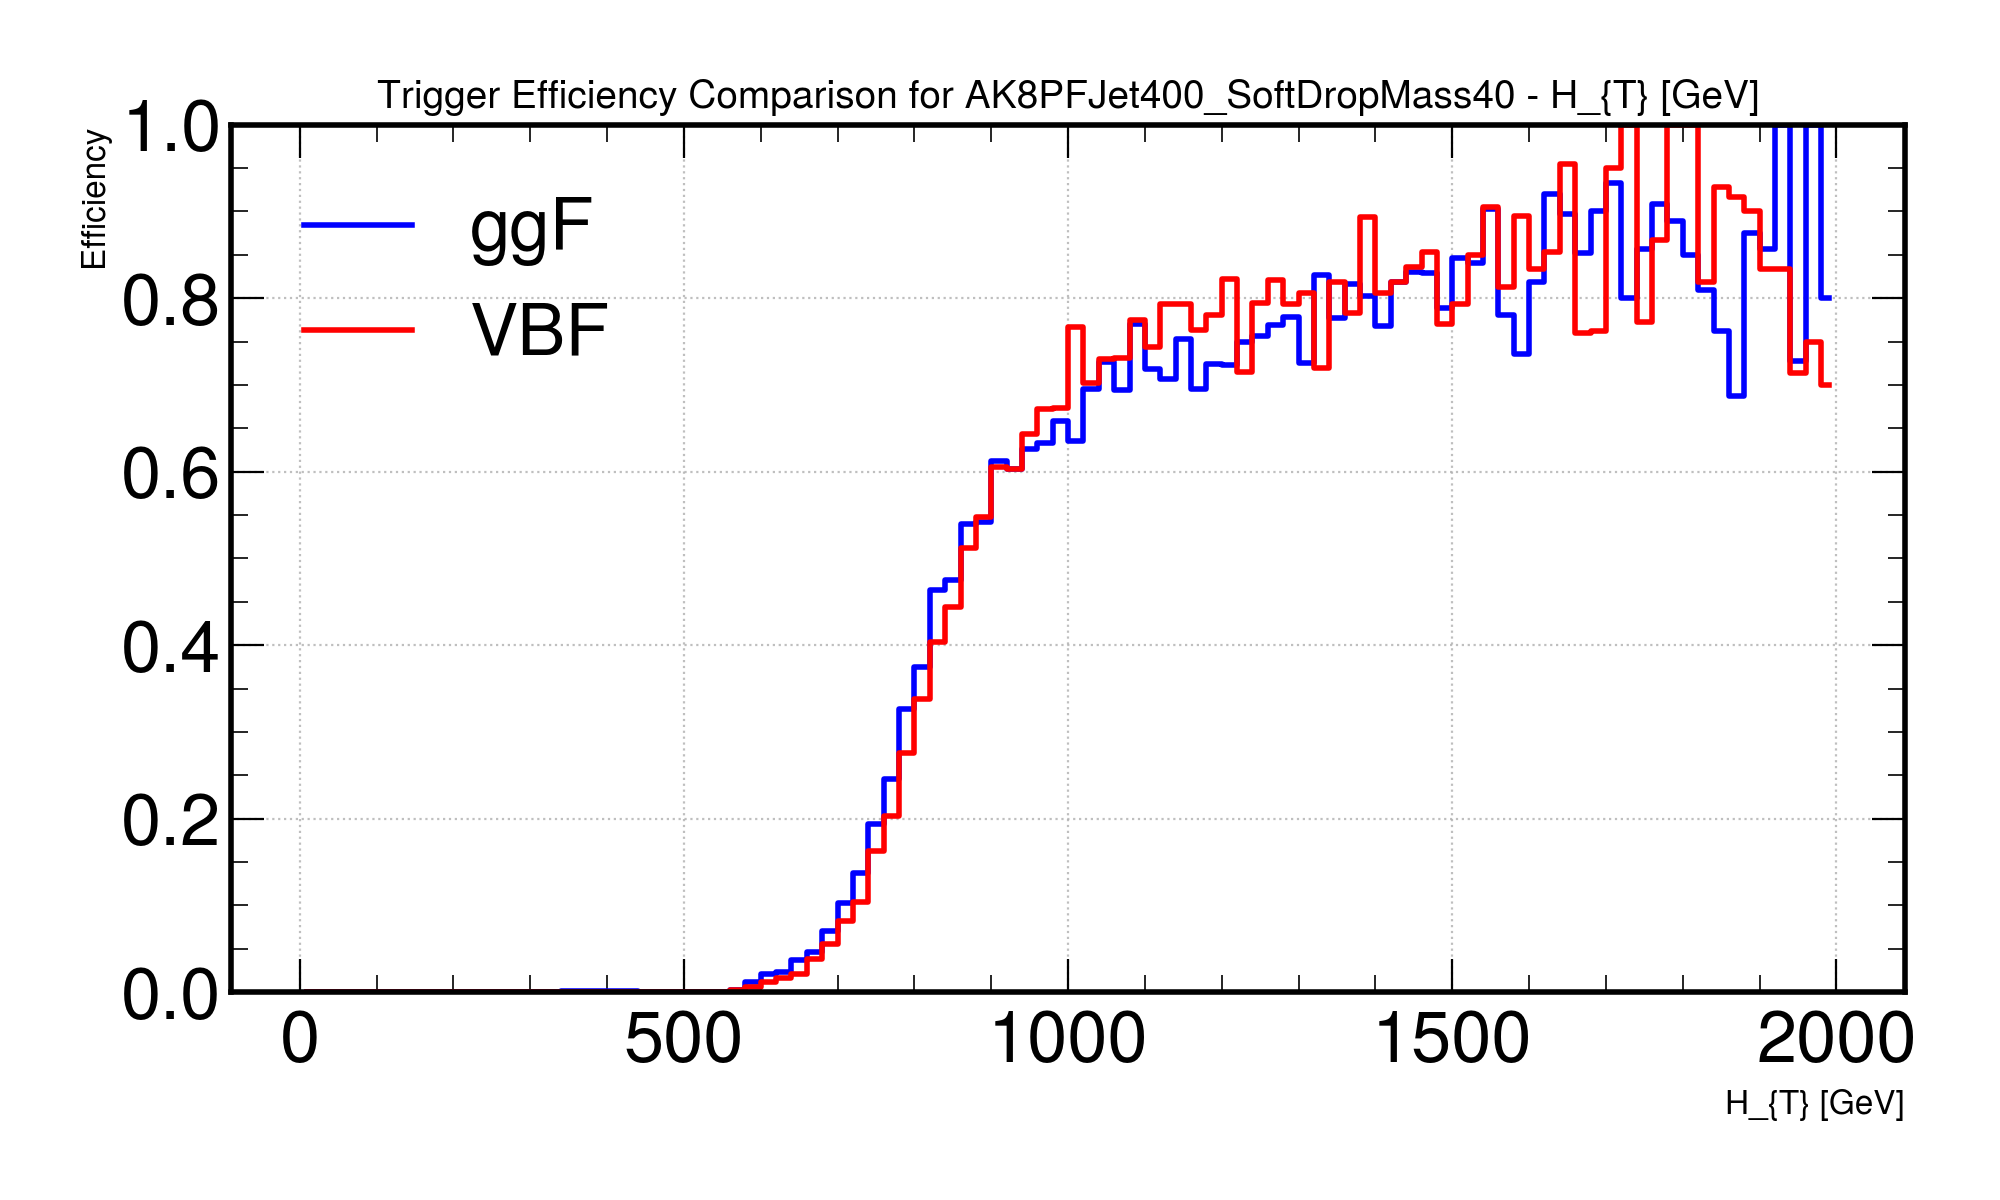 Trigger Efficiency Comparison for AK8PFJet400_SoftDropMass40 - H_{T} [GeV]
Efficiency
1.0
0.8
0.6
0.4
0.2
0.0
ggF
VBF
0 500 1000 1500 2000
H_{T} [GeV]